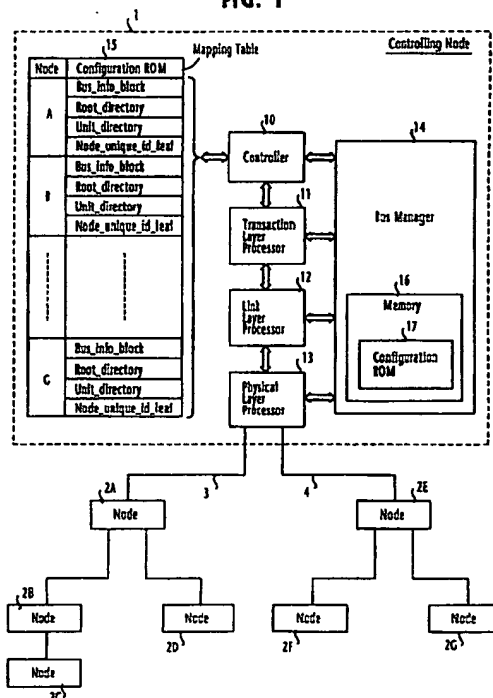 FIG. 1
1
15
Mapping Table
Controlling Node
Node
Configuration ROM
A
Bus_info_block
Root_directory
Unit_directory
Node_unique_id_leaf
B
Bus_info_block
Root_directory
Unit_directory
Node_unique_id_leaf
G
Bus_info_block
Root_directory
Unit_directory
Node_unique_id_leaf
10
Controller
11
Transaction
Layer
Processor
12
Link
Layer
Processor
13
Physical
Layer
Processor
14
Bus Manager
16
Memory
17
Configuration
ROM
3
4
2A
Node
2E
Node
2B
Node
Node
2D
Node
2F
Node
2G
Node
2C